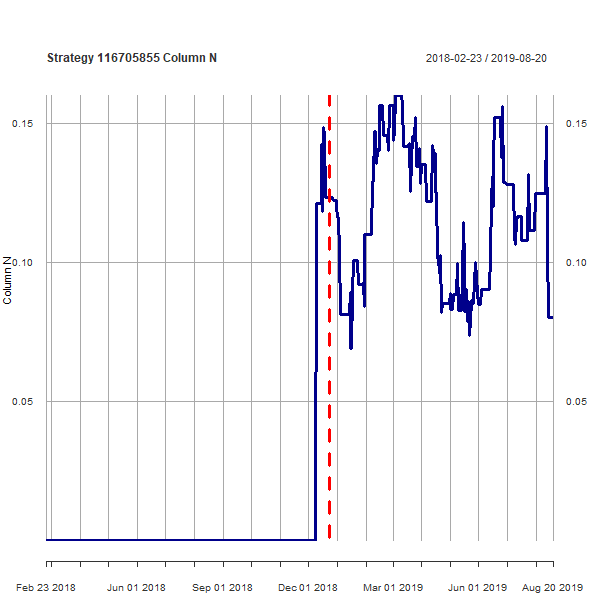 Strategy 116705855 Column N
2018-02-23 / 2019-08-20
0.15
0.15
0.10
0.10
Column N
0.05
0.05
Feb 23 2018
Jun 01 2018
Sep 01 2018
Dec 01 2018
Mar 01 2019
Jun 01 2019
Aug 20 2019